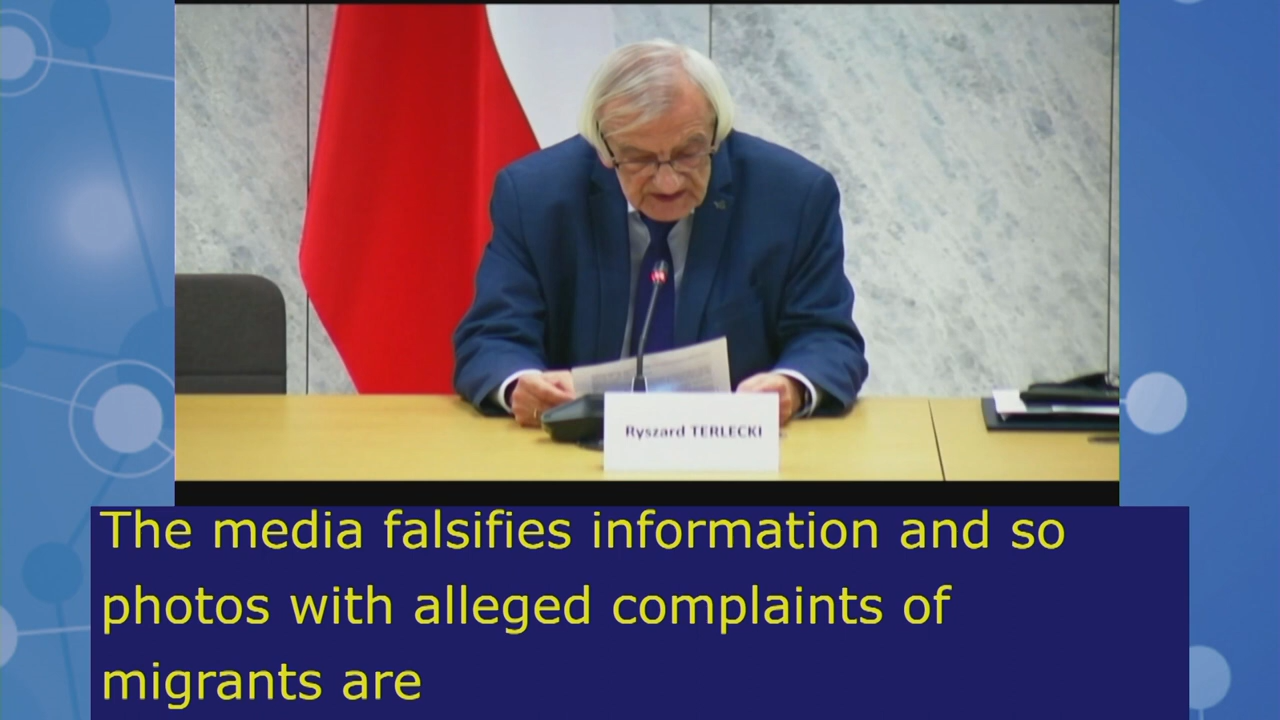 Ryszard TERLECKI
The media falsifies information and so
photos with alleged complaints of
migrants are